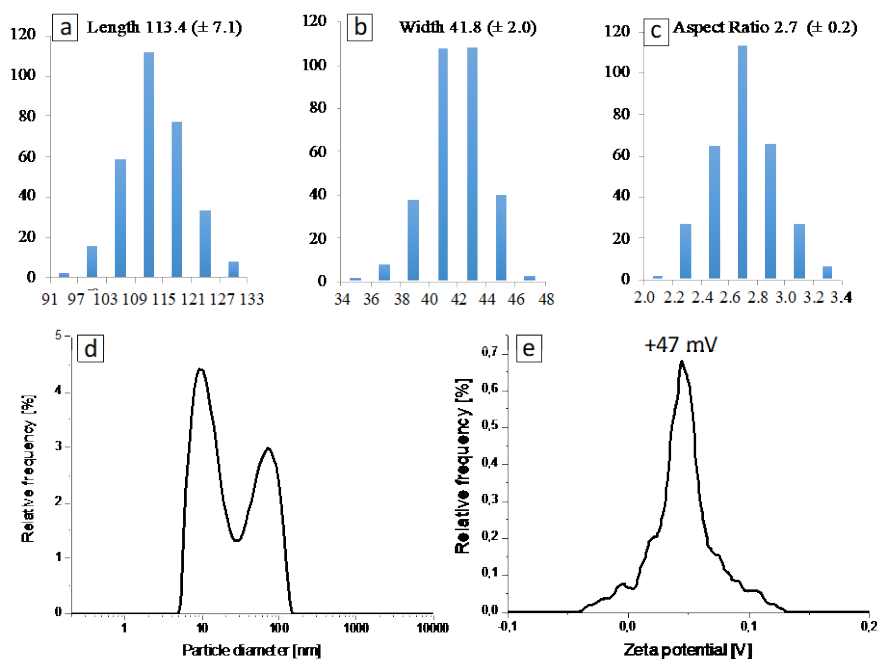 a
Length 113.4 (± 7.1)
120
100
80
60
40
20
0
91 97 103 109 115 121 127 133
b
Width 41.8 (± 2.0)
120
100
80
60
40
20
0
34 36 38 40 42 44 46 48
c
Aspect Ratio 2.7 (± 0.2)
120
100
80
60
40
20
0
2.0 2.2 2.4 2.6 2.8 3.0 3.2 3.4
d
Relative frequency [%]
5
4
3
2
1
0
1 10 100 1000 10000
Particle diameter [nm]
e
+47 mV
Relative frequency [%]
0,7
0,6
0,5
0,4
0,3
0,2
0,1
0,0
-0,1 0,0 0,1 0,2
Zeta potential [V]